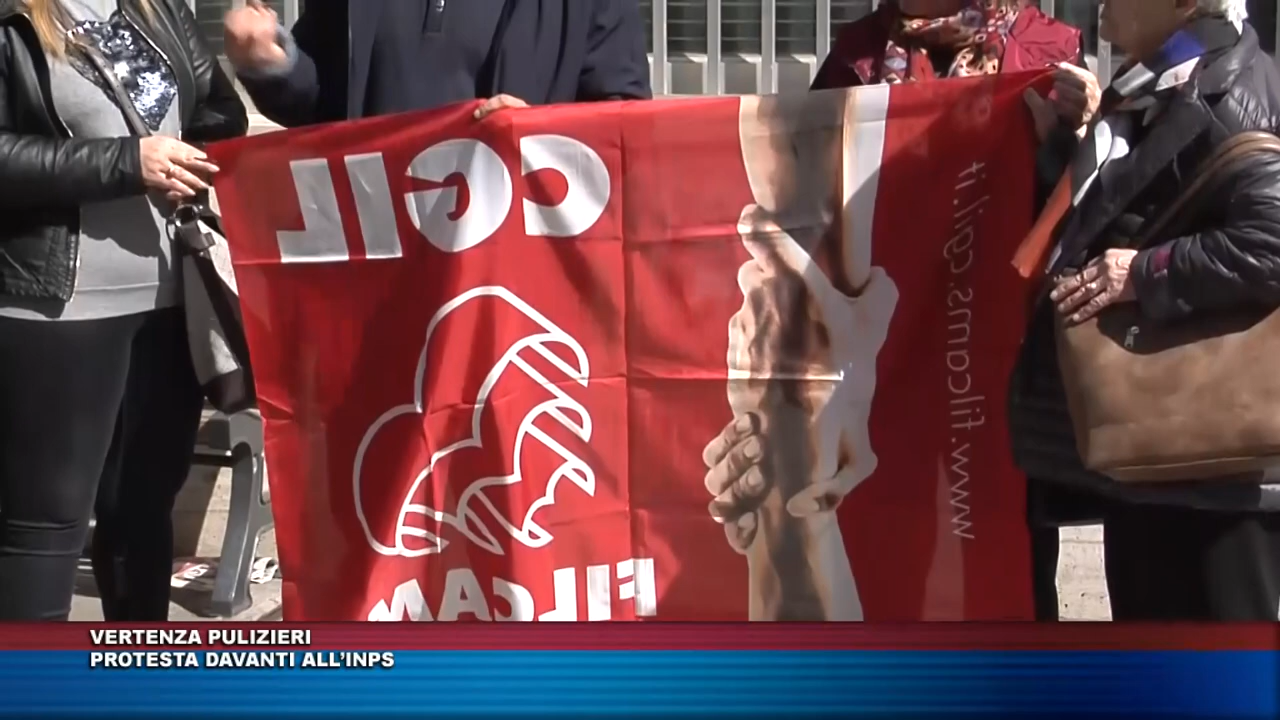 CGIL
FILCAM
www.filcams.cgil.it
VERTENZA PULIZIERI
PROTESTA DAVANTI ALL'INPS